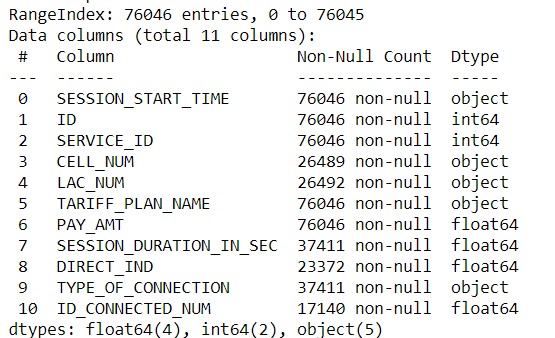 RangeIndex: 76046 entries, 0 to 76045
Data columns (total 11 columns):
 #   Column                   Non-Null Count  Dtype
---  ------                   --------------  -----
 0   SESSION_START_TIME       76046 non-null  object
 1   ID                       76046 non-null  int64
 2   SERVICE_ID               76046 non-null  int64
 3   CELL_NUM                 26489 non-null  object
 4   LAC_NUM                  26492 non-null  object
 5   TARIFF_PLAN_NAME         76046 non-null  object
 6   PAY_AMT                  76046 non-null  float64
 7   SESSION_DURATION_IN_SEC  37411 non-null  float64
 8   DIRECT_IND               23372 non-null  float64
 9   TYPE_OF_CONNECTION       37411 non-null  object
 10  ID_CONNECTED_NUM         17140 non-null  float64
dtypes: float64(4), int64(2), object(5)